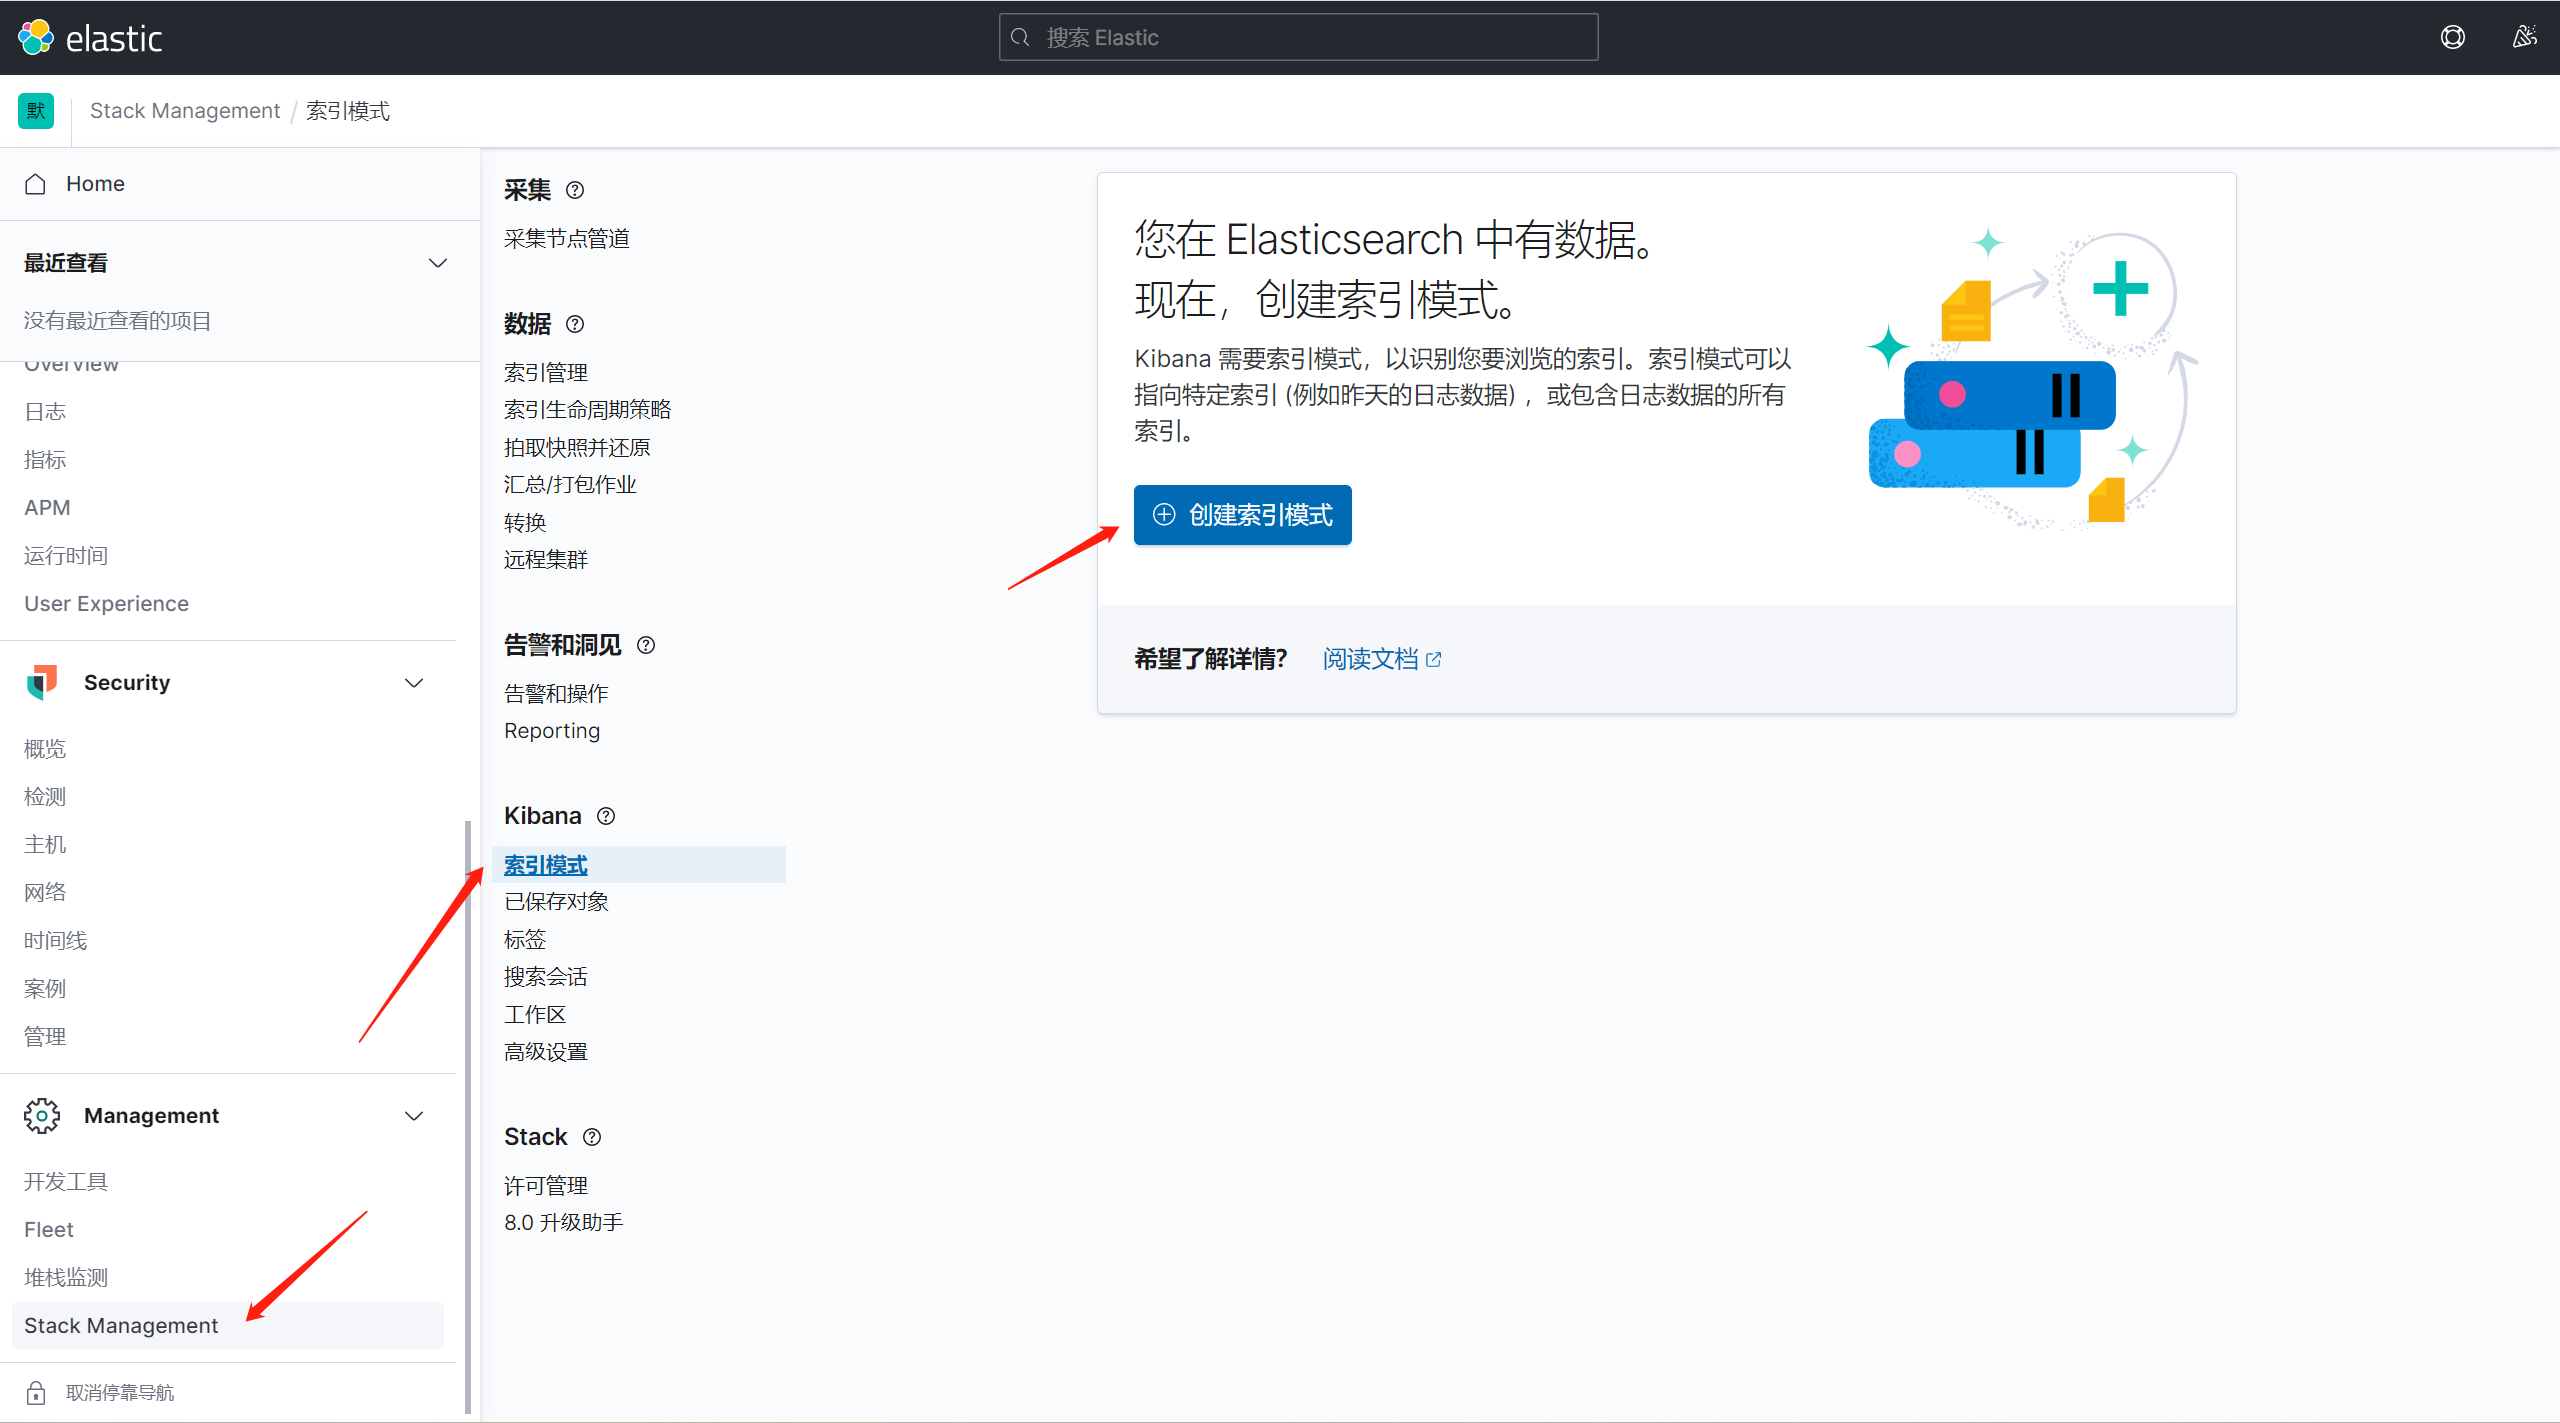 elastic
搜索 Elastic
默
Stack Management / 索引模式
Home
最近查看
没有最近查看的项目
Overview
日志
指标
APM
运行时间
User Experience
Security
概览
检测
主机
网络
时间线
案例
管理
Management
开发工具
Fleet
堆栈监测
Stack Management
取消停靠导航
采集
采集节点管道
数据
索引管理
索引生命周期策略
拍取快照并还原
汇总/打包作业
转换
远程集群
告警和洞见
告警和操作
Reporting
Kibana
索引模式
已保存对象
标签
搜索会话
工作区
高级设置
Stack
许可管理
8.0 升级助手
您在 Elasticsearch 中有数据。
现在，创建索引模式。
Kibana 需要索引模式，以识别您要浏览的索引。索引模式可以
指向特定索引 (例如昨天的日志数据) ，或包含日志数据的所有
索引。
创建索引模式
希望了解详情? 阅读文档